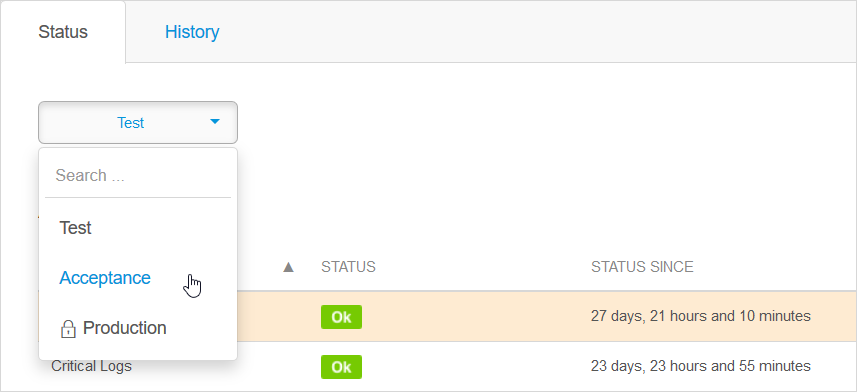 Status History
Test
Search ...
Test
STATUS STATUS SINCE
Acceptance
Ok 27 days, 21 hours and 10 minutes
Production
Critical Logs Ok 23 days, 23 hours and 55 minutes